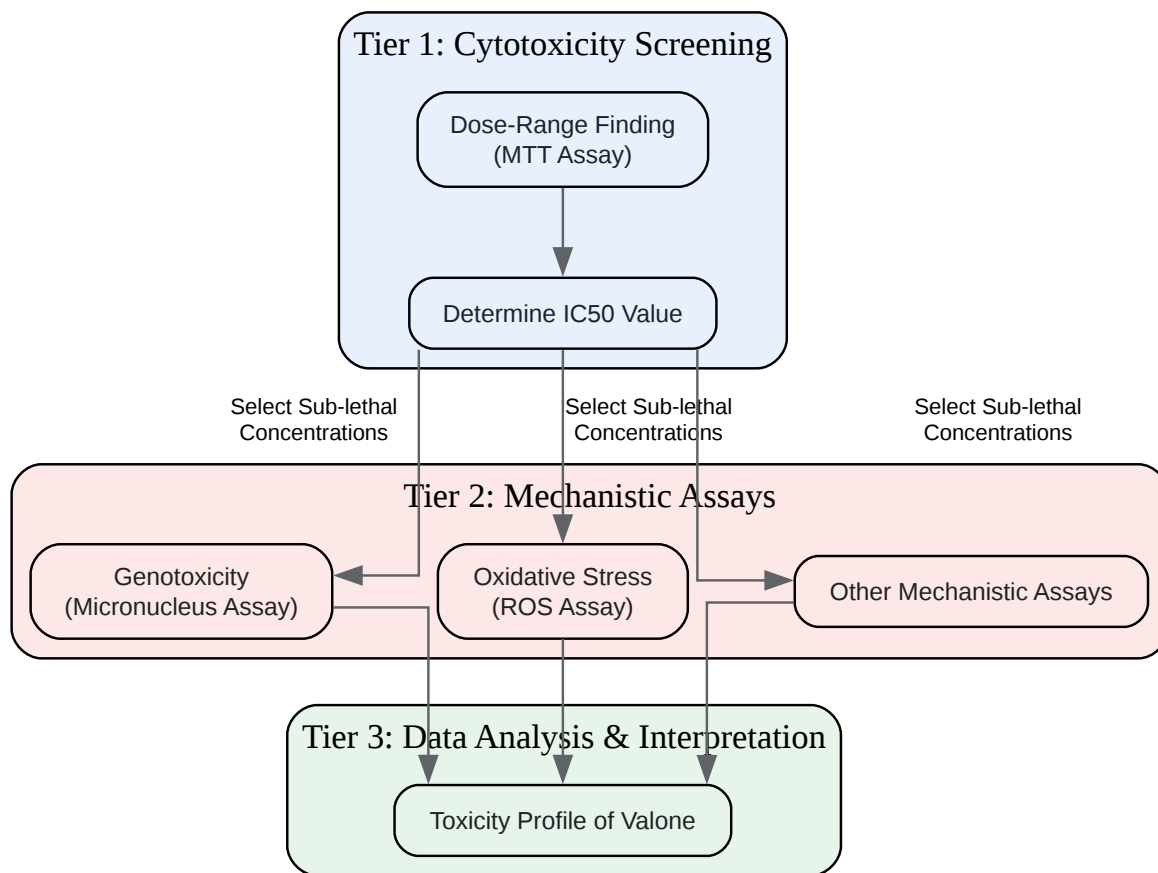 Tier 1: Cytotoxicity Screening
Dose-Range Finding
(MTT Assay)
Determine IC50 Value
Select Sub-lethal
Concentrations
Select Sub-lethal
Concentrations
Select Sub-lethal
Concentrations
Tier 2: Mechanistic Assays
Genotoxicity
(Micronucleus Assay)
Oxidative Stress
(ROS Assay)
Other Mechanistic Assays
Tier 3: Data Analysis & Interpretation
Toxicity Profile of Valone